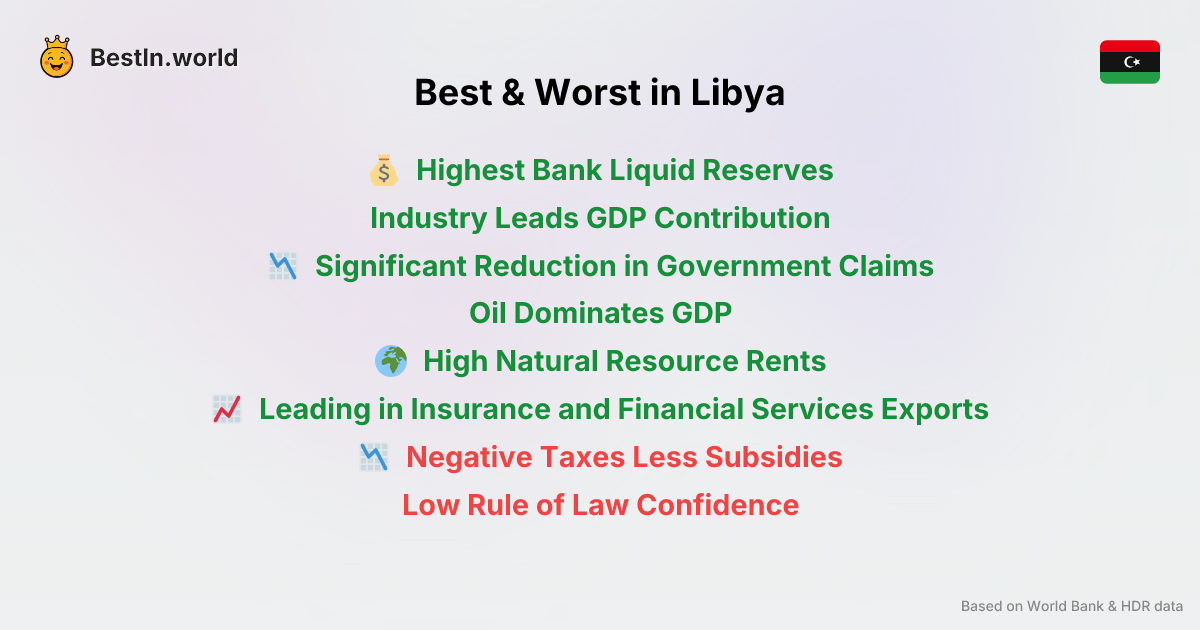 BestIn.world
Best & Worst in Libya
Highest Bank Liquid Reserves
Industry Leads GDP Contribution
Significant Reduction in Government Claims
Oil Dominates GDP
High Natural Resource Rents
Leading in Insurance and Financial Services Exports
Negative Taxes Less Subsidies
Low Rule of Law Confidence
Based on World Bank & HDR data